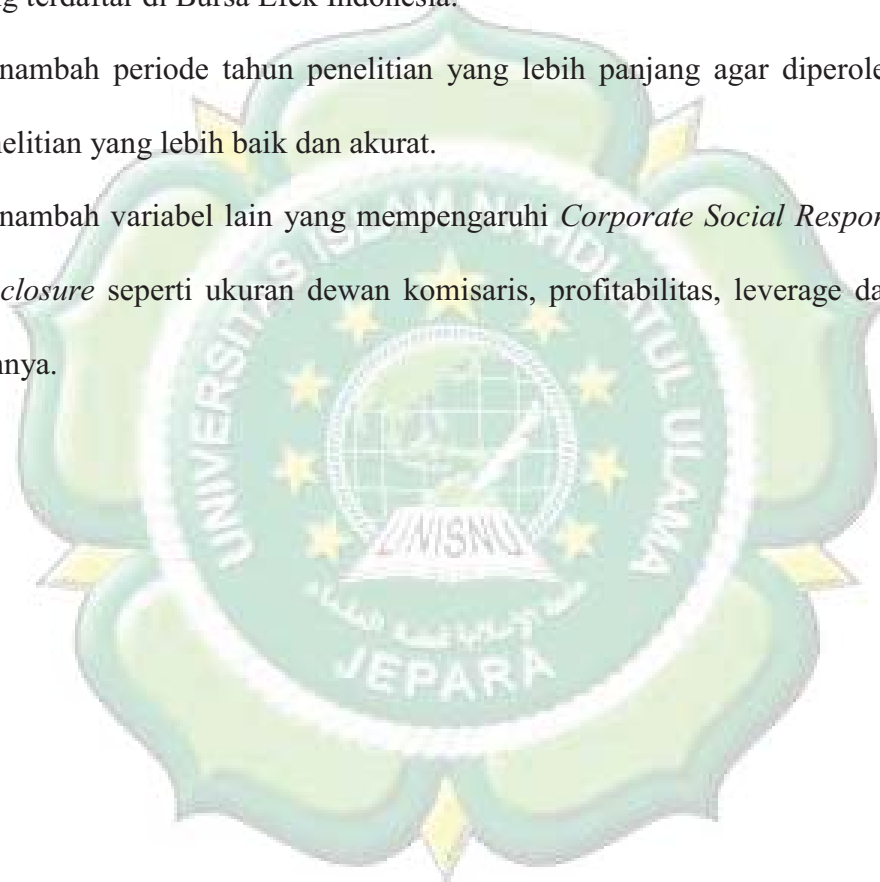 g terdaftar di Bursa Efek Indonesia.
nambah periode tahun penelitian yang lebih panjang agar diperole
nelitian yang lebih baik dan akurat.
nambah variabel lain yang mempengaruhi Corporate Social Respon
closure seperti ukuran dewan komisaris, profitabilitas, leverage da
nnya.
UNIVERSITAS ISLAM NAHDLATUL ULAMA
UNISNU
JEPARA